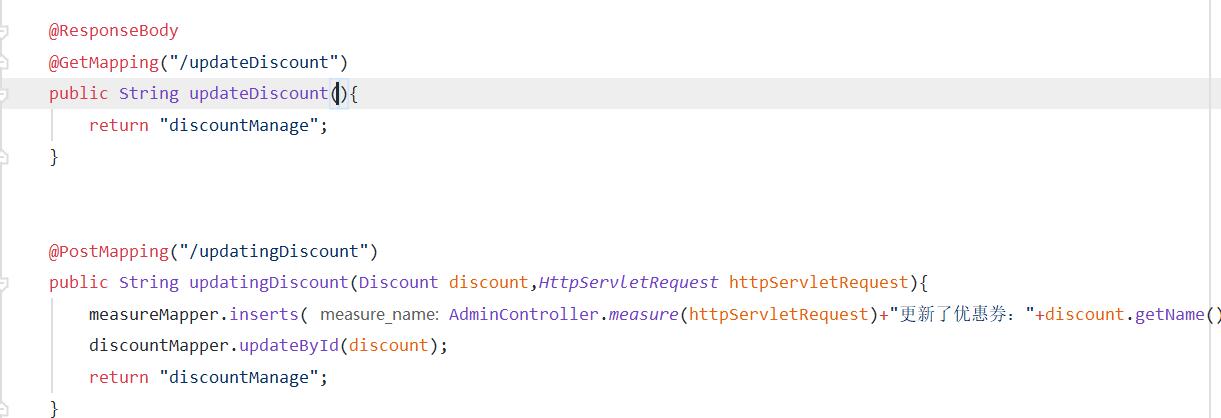 @ResponseBody
@GetMapping("/updateDiscount")
public String updateDiscount(){
return "discountManage";
}
@PostMapping("/updatingDiscount")
public String updatingDiscount(Discount discount,HttpServletRequest httpServletRequest){
measureMapper.inserts( measure_name: AdminController.measure(httpServletRequest)+"更新了优惠券："+discount.getName()
discountMapper.updateById(discount);
return "discountManage";
}